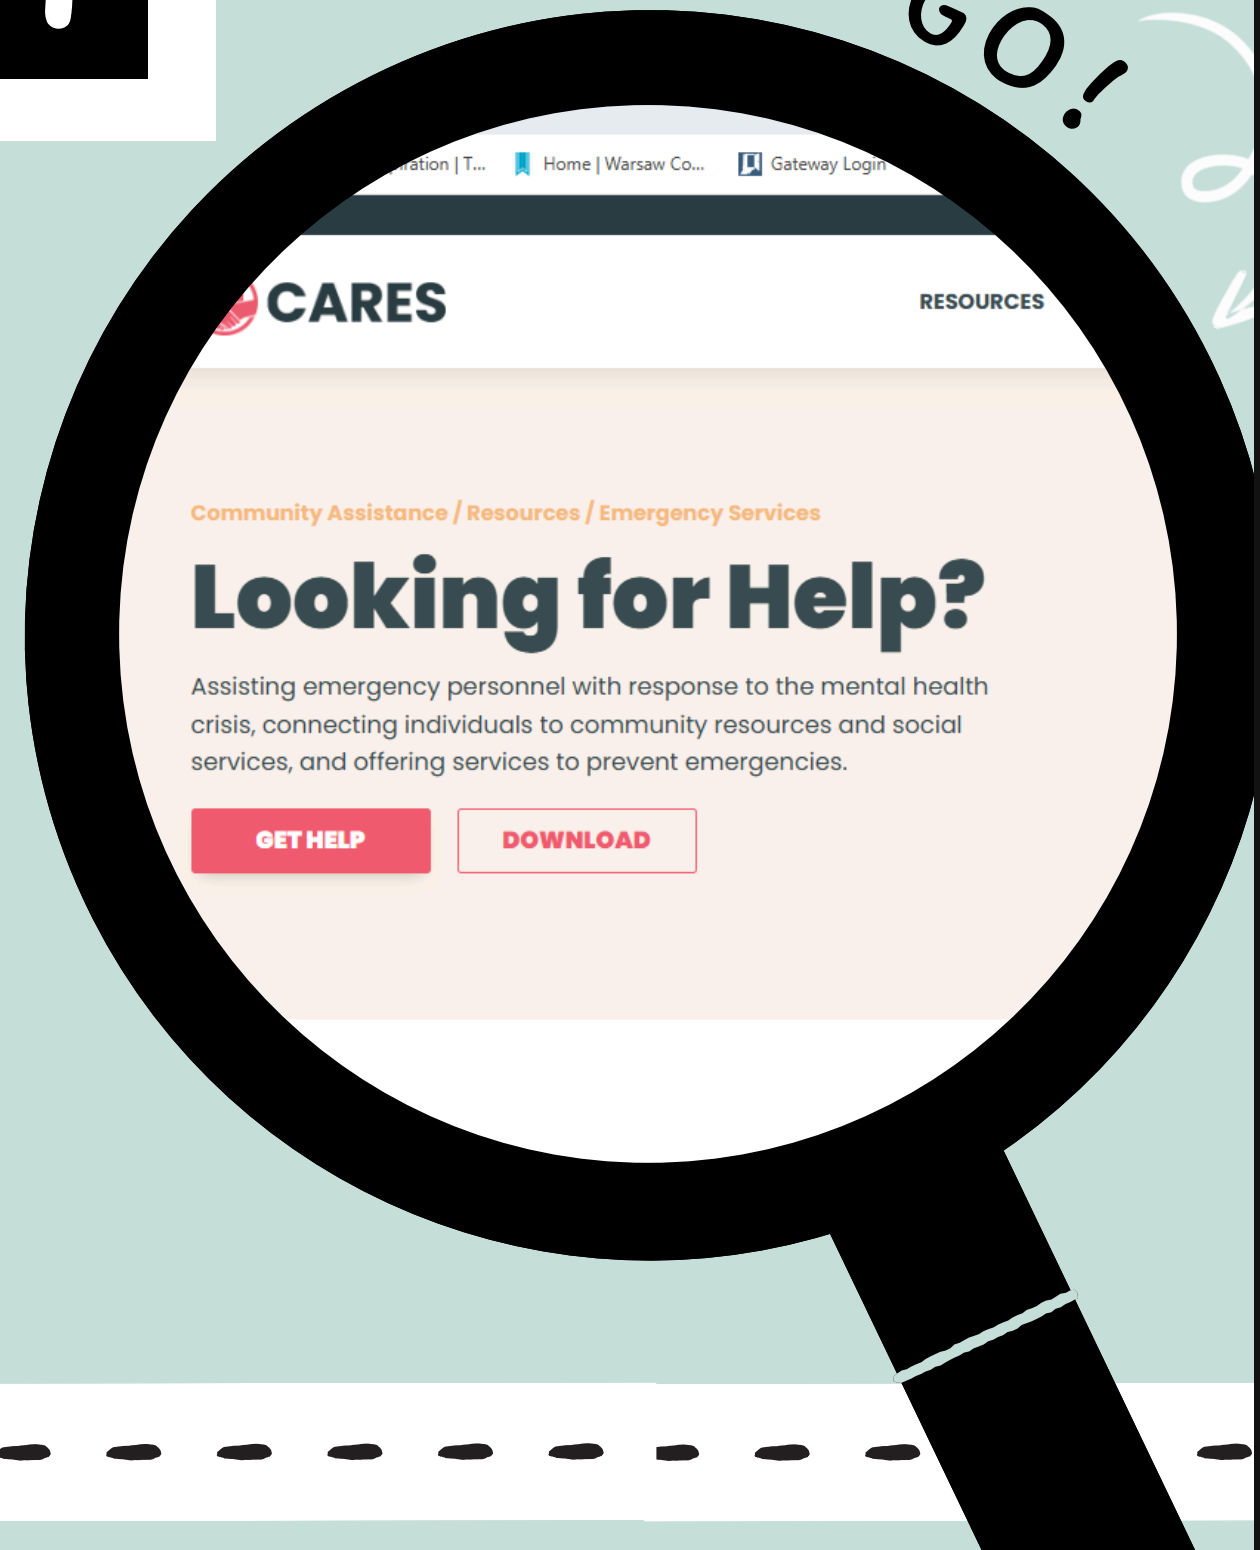 GO!
| T...
Home | Warsaw Co...
Gateway Login
CARES
RESOURCES
Community Assistance / Resources / Emergency Services
Looking for Help?
Assisting emergency personnel with response to the mental health
crisis, connecting individuals to community resources and social
services, and offering services to prevent emergencies.
GET HELP
DOWNLOAD